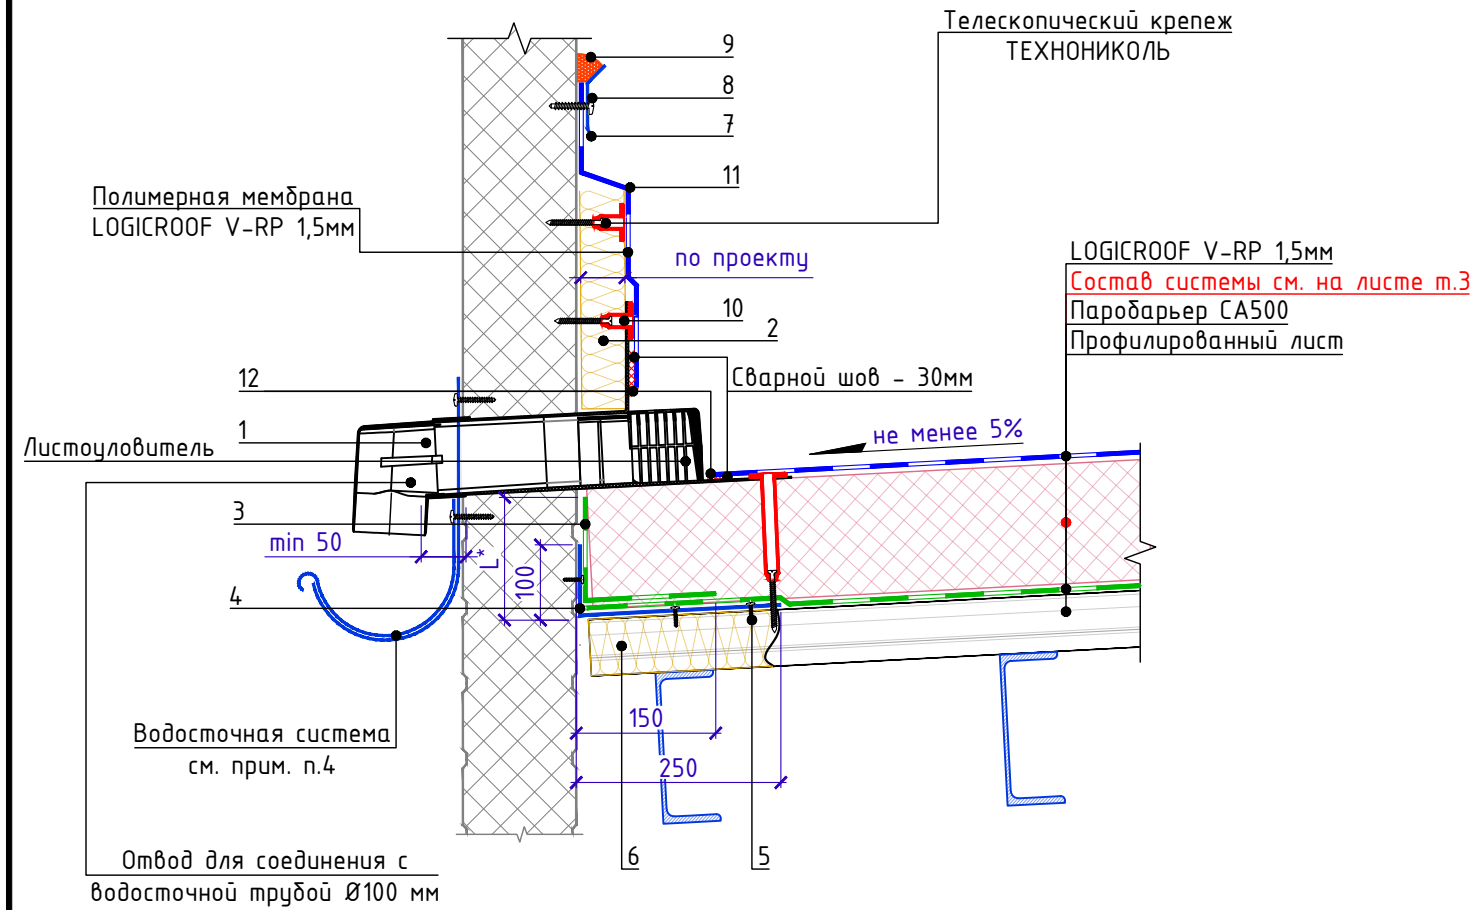 Телескопический крепеж
ТЕХНОНИКОЛЬ
9
8
7
11
Полимерная мембрана
LOGICROOF V-RP 1,5мм
по проекту
LOGICROOF V-RP 1,5мм
Состав системы см. на листе т.3
Паробарьер СА500
Профилированный лист
10
2
12
Сварной шов - 30мм
1
Листоуловитель
не менее 5%
3
min 50
L*
100
4
150
Водосточная система
см. прим. п.4
250
6
5
Отвод для соединения с
водосточной трубой Ø100 мм